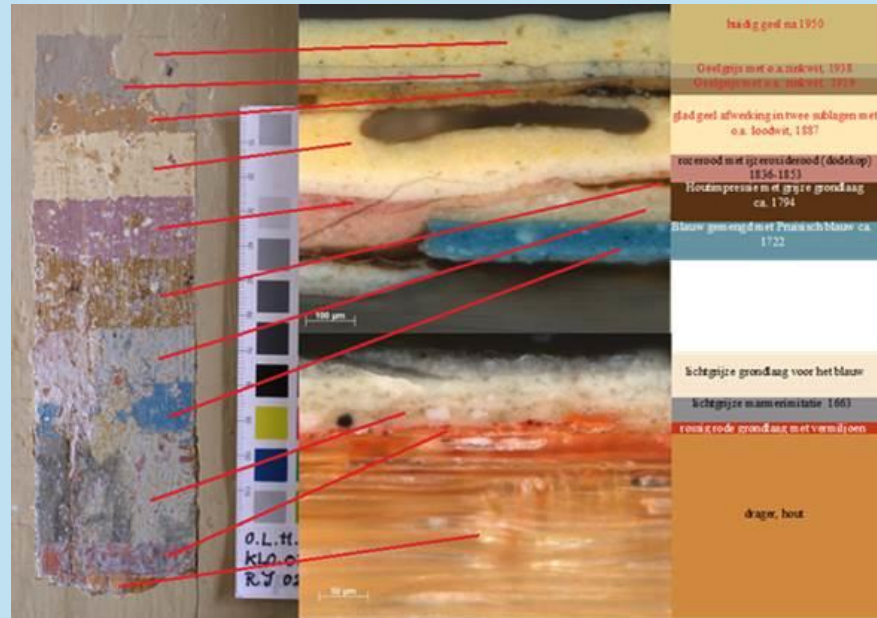 huidig geel na 1950
Geelgrijs met o.a. zinkwit, 1938
Geelgrijs met o.a. zinkwit, 1919
glad geel afwerking in twee sublagen met
o.a. loodwit, 1887
rozerood met ijzeroxiderood (dodekop)
1836-1853
Houtimpressie met grijze grondlaag
ca. 1794
Blauw gemengd met Pruisisch blauw ca.
1722
100 µm
lichtgrijze grondlaag voor het blauw
lichtgrijze marmerimitatie 1663
rossig rode grondlaag met vermiljoen
drager, hout
O.L.H.
50 µm